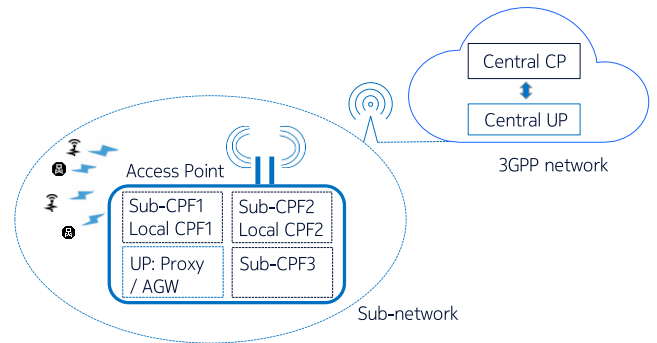 Central CP
Central UP
3GPP network
Access Point
Sub-CPF1
Local CPF1
Sub-CPF2
Local CPF2
UP: Proxy
/ AGW
Sub-CPF3
Sub-network